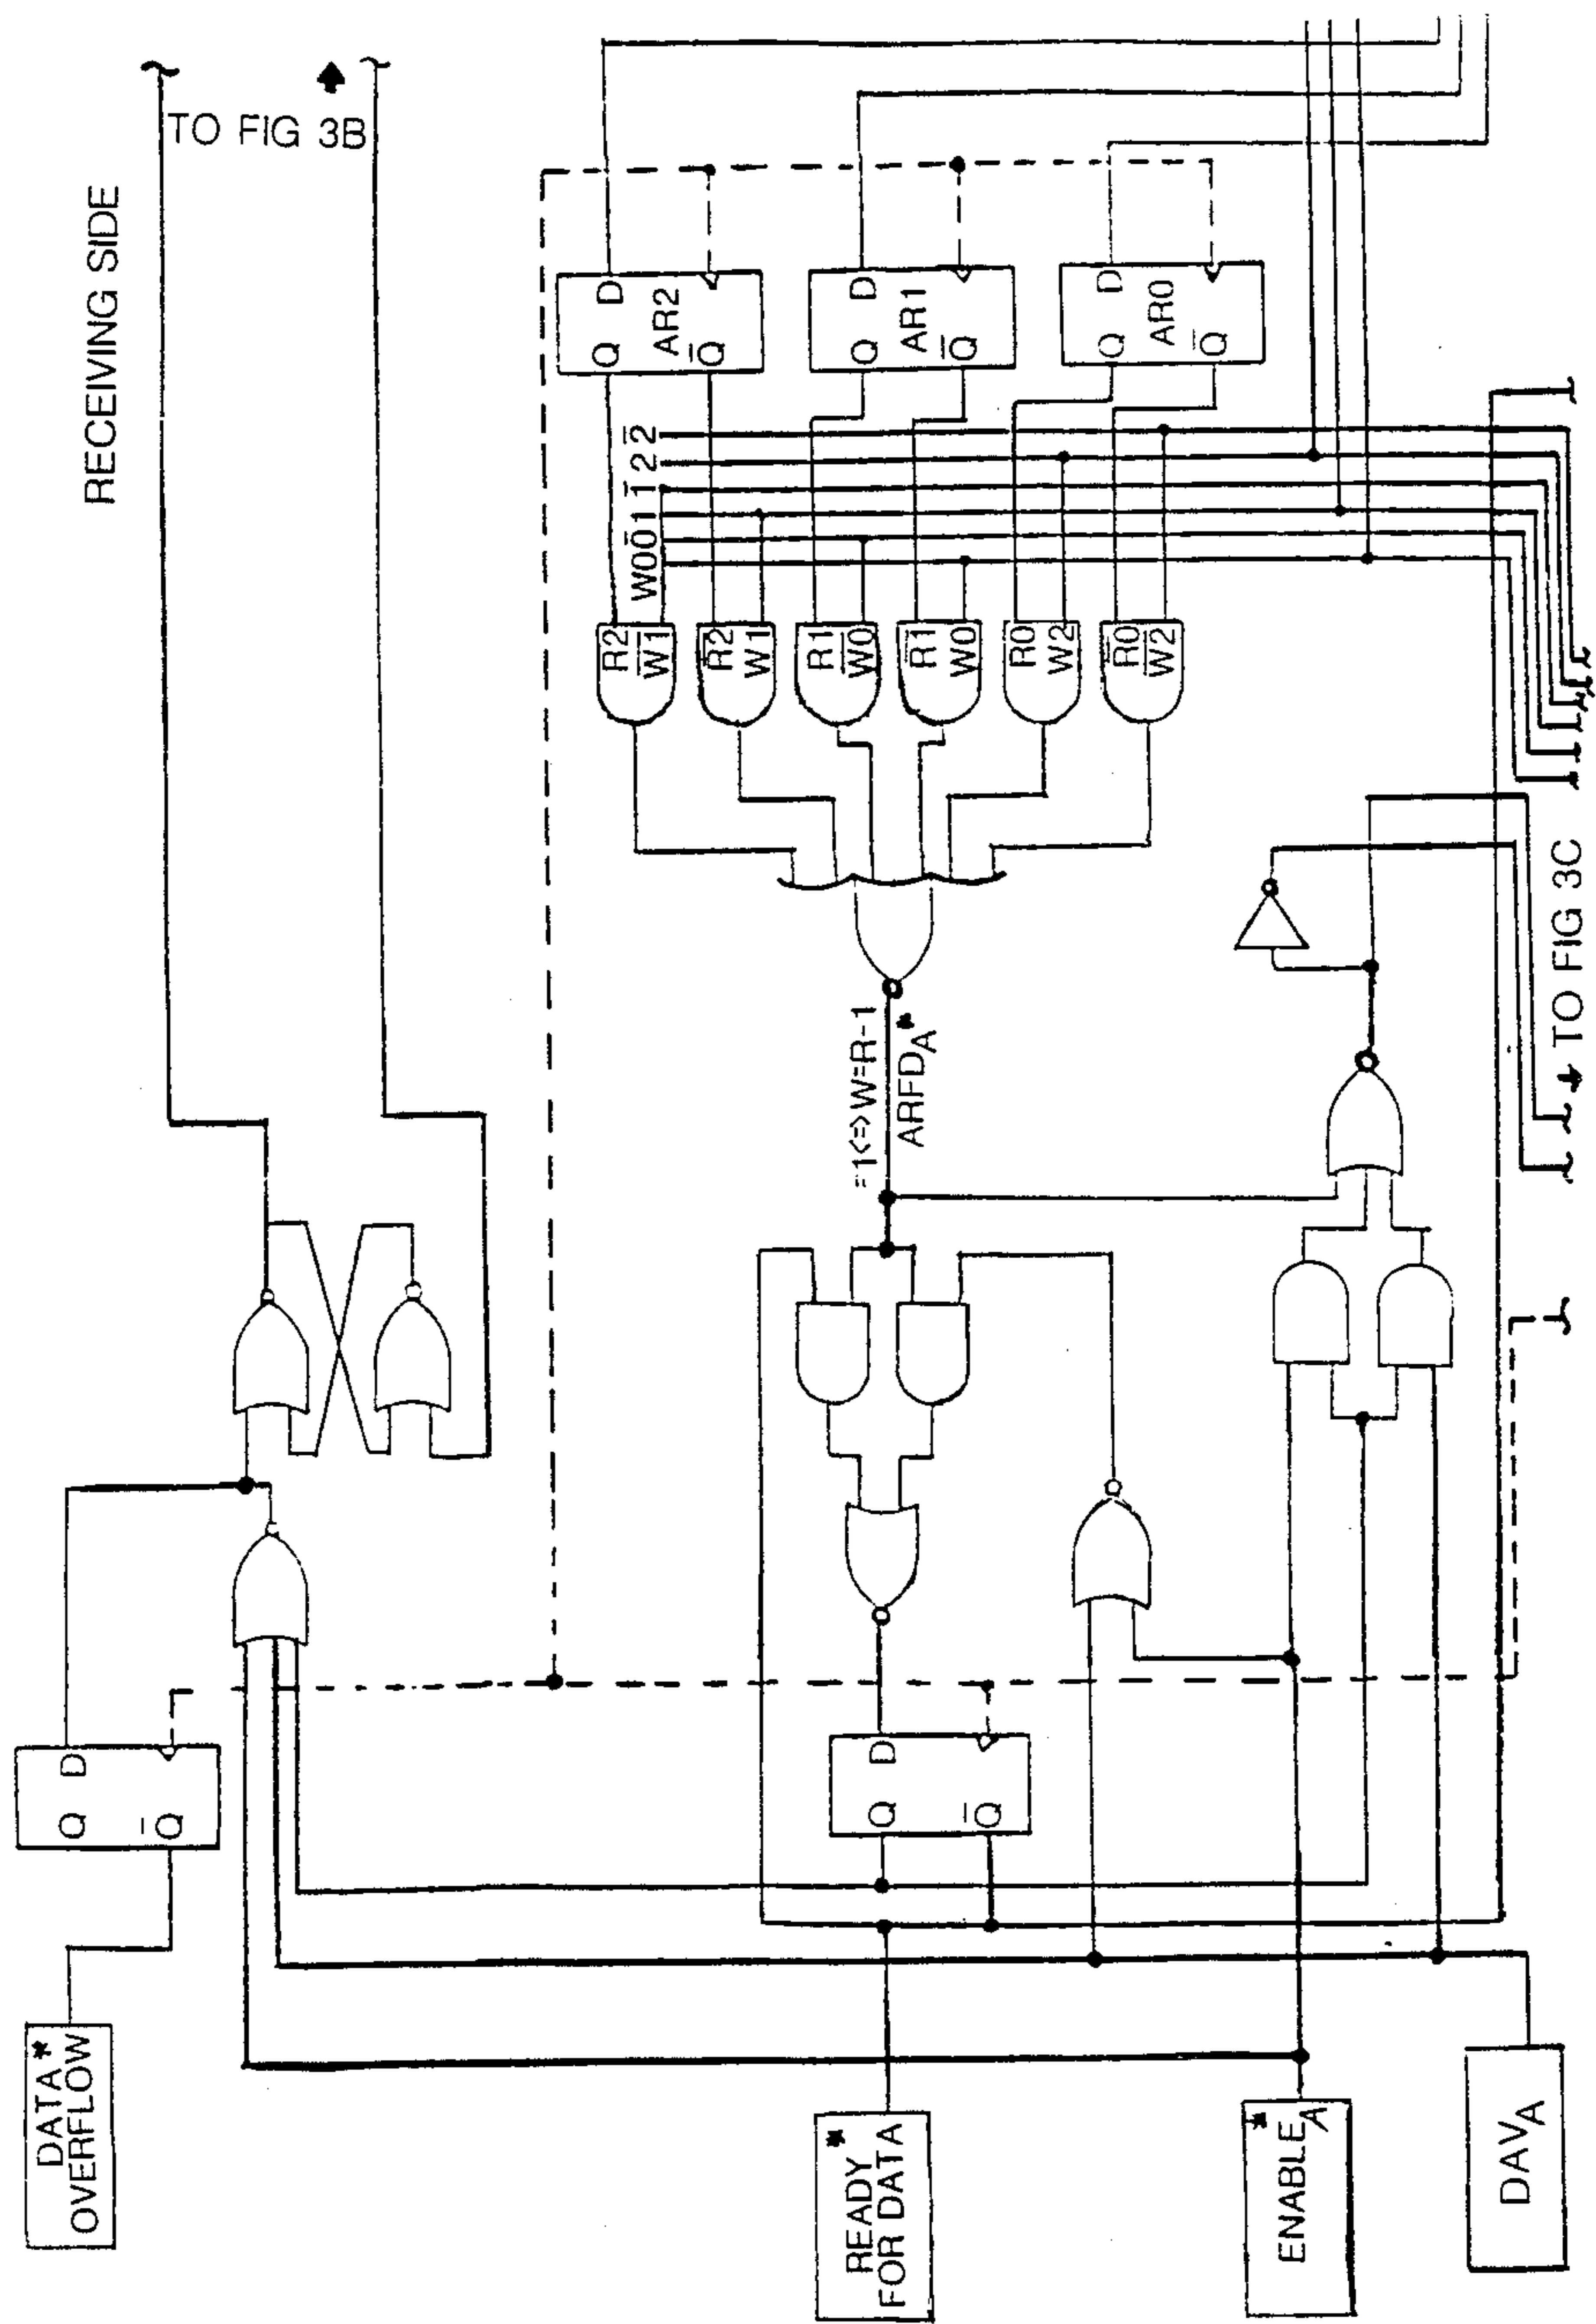 RECEIVING SIDE
TO FIG 3B
DATA*
OVERFLOW
Q D
Q̅
READY*
FOR DATA
ENABLE*A
DAVA
Q D
Q̅
=1<=>W=R-1
ARFDA*
R2
W̅1̅
R̅2̅
W1
R1
W̅0̅
R̅1̅
W0
R0
W2
R̅0̅
W̅2̅
W0 0̅ 1 1̅ 2 2̅
Q D
AR2
Q̅
Q D
AR1
Q̅
Q D
AR0
Q̅
TO FIG 3C